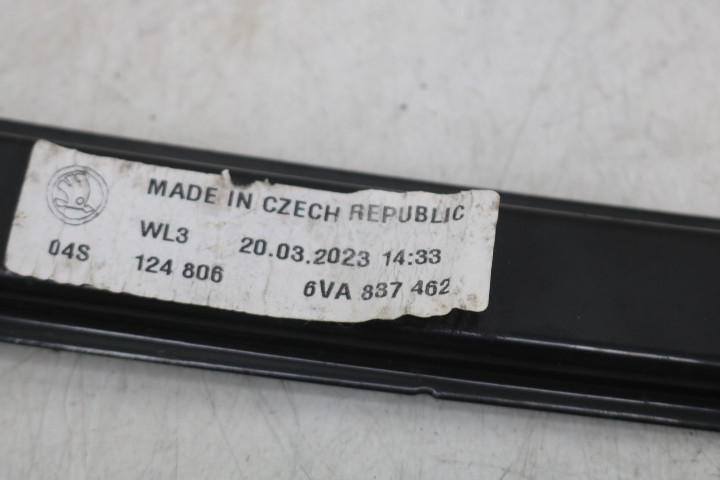 MADE IN CZECH REPUBLIC
WL3 20.03.2023 14:33
04S 124 806 6VA 837 462